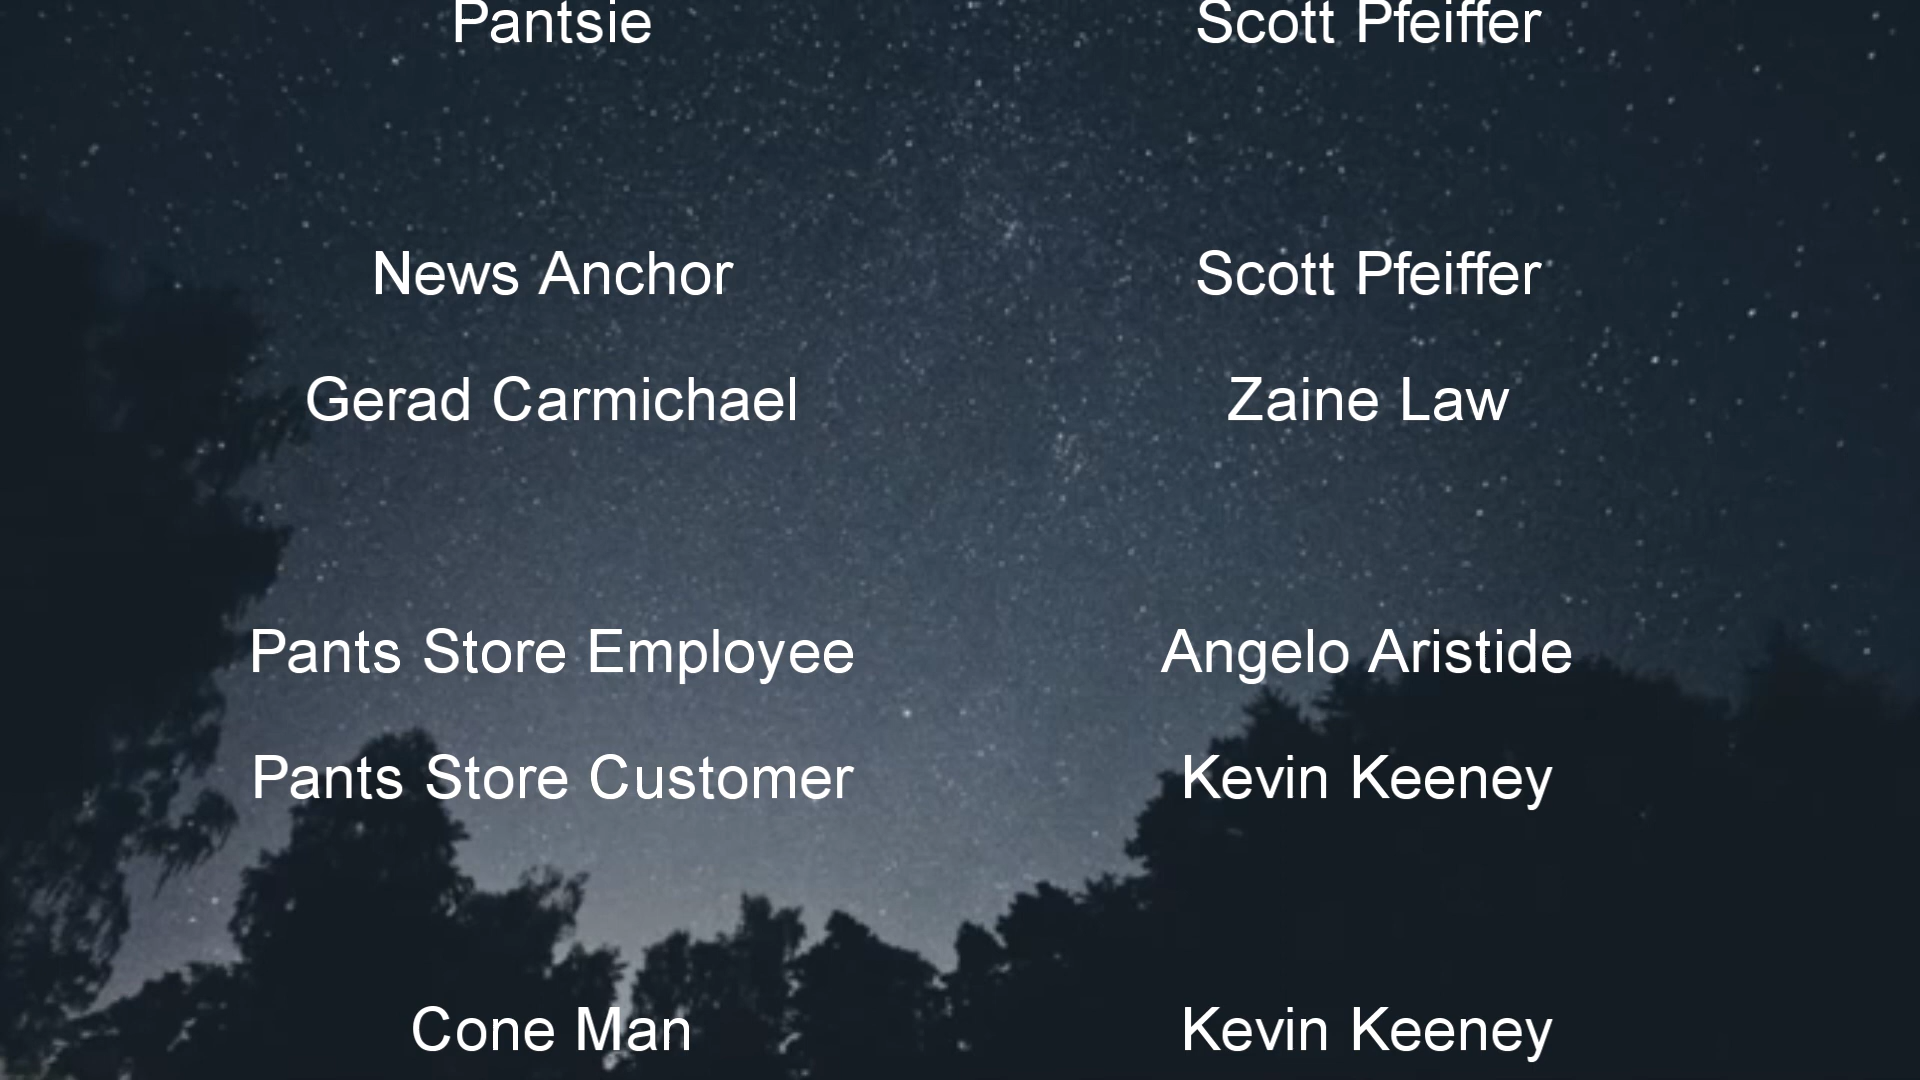 Pantsie Scott Pfeiffer
News Anchor Scott Pfeiffer
Gerad Carmichael Zaine Law
Pants Store Employee Angelo Aristide
Pants Store Customer Kevin Keeney
Cone Man Kevin Keeney